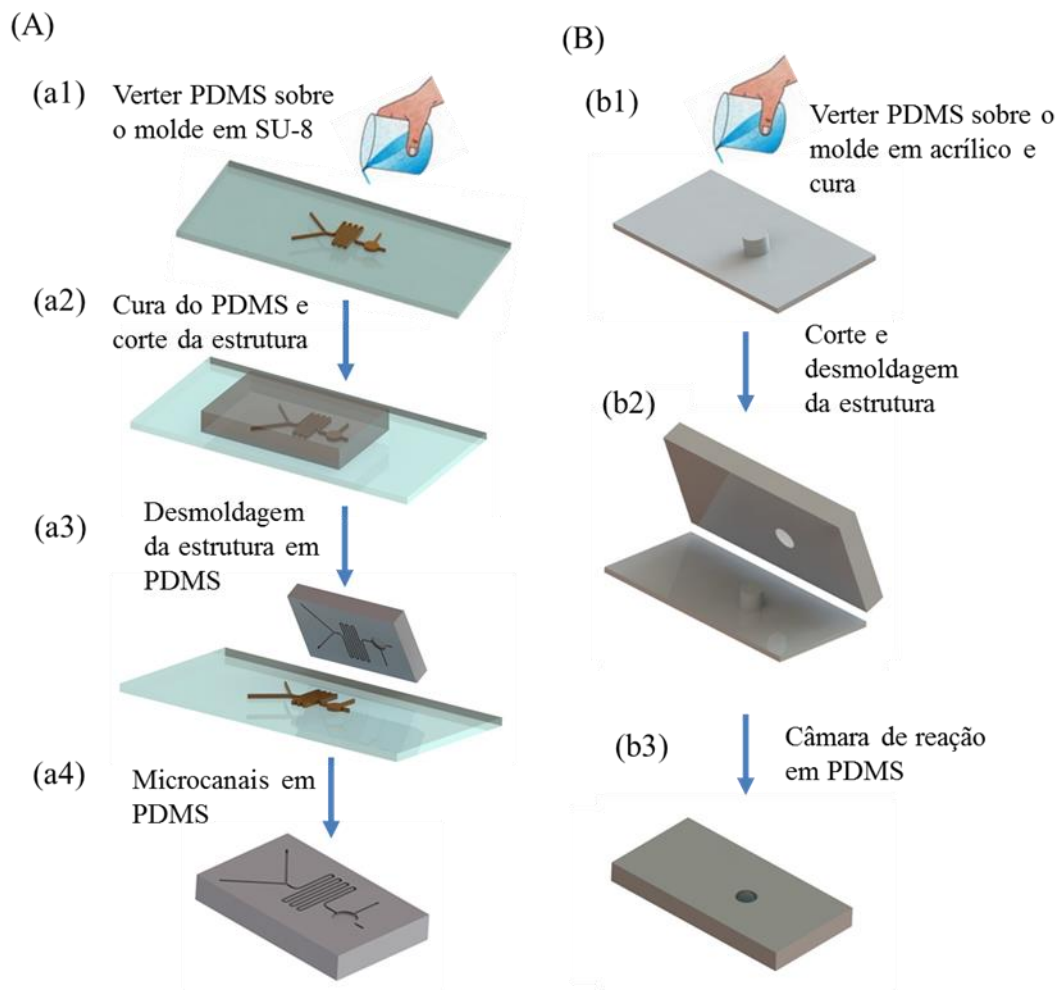 (A)
(a1)
Verter PDMS sobre
o molde em SU-8
(a2)
Cura do PDMS e
corte da estrutura
(a3)
Desmoldagem
da estrutura em
PDMS
(a4)
Microcanais em
PDMS
(B)
(b1)
Verter PDMS sobre o
molde em acrílico e
cura
Corte e
desmoldagem
da estrutura
(b2)
(b3)
Câmara de reação
em PDMS